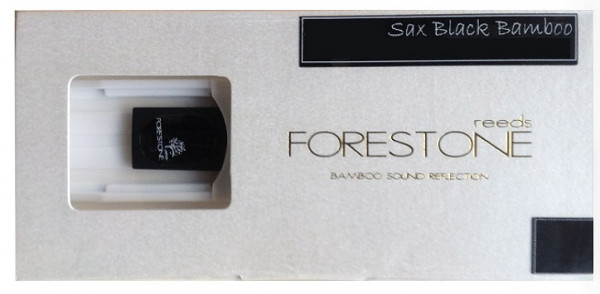 Sax Black Bamboo
FORESTONE
reeds
FORESTONE
BAMBOO SOUND REFLECTION